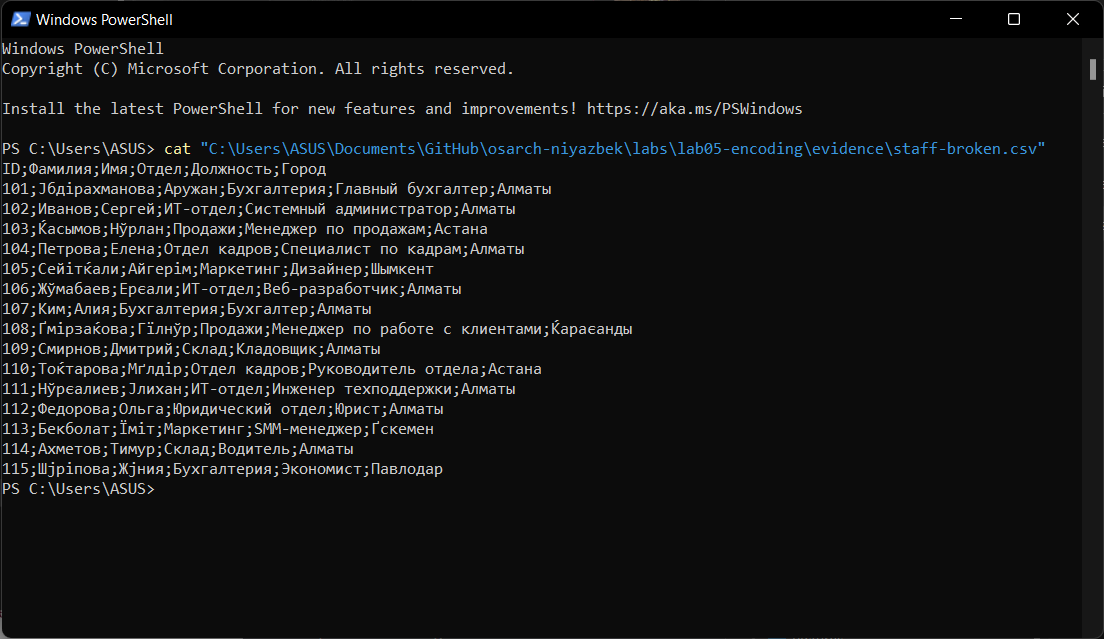 Windows PowerShell
Windows PowerShell
Copyright (C) Microsoft Corporation. All rights reserved.
Install the latest PowerShell for new features and improvements! https://aka.ms/PSWindows
PS C:\Users\ASUS> cat "C:\Users\ASUS\Documents\GitHub\osarch-niyazbek\labs\lab05-encoding\evidence\staff-broken.csv"
ID;Фамилия;Имя;Отдел;Должность;Город
101;Јбдірахманова;Аружан;Бухгалтерия;Главный бухгалтер;Алматы
102;Иванов;Сергей;ИТ-отдел;Системный администратор;Алматы
103;Ќасымов;Нўрлан;Продажи;Менеджер по продажам;Астана
104;Петрова;Елена;Отдел кадров;Специалист по кадрам;Алматы
105;Сейітќали;Айгерім;Маркетинг;Дизайнер;Шымкент
106;Жўмабаев;Ерєали;ИТ-отдел;Веб-разработчик;Алматы
107;Ким;Алия;Бухгалтерия;Бухгалтер;Алматы
108;Ґмірзаќова;Гїлнўр;Продажи;Менеджер по работе с клиентами;Ќараєанды
109;Смирнов;Дмитрий;Склад;Кладовщик;Алматы
110;Тоќтарова;Мґлдір;Отдел кадров;Руководитель отдела;Астана
111;Нўрєалиев;Јлихан;ИТ-отдел;Инженер техподдержки;Алматы
112;Федорова;Ольга;Юридический отдел;Юрист;Алматы
113;Бекболат;Їміт;Маркетинг;SMM-менеджер;Ґскемен
114;Ахметов;Тимур;Склад;Водитель;Алматы
115;Шјріпова;Жјния;Бухгалтерия;Экономист;Павлодар
PS C:\Users\ASUS>